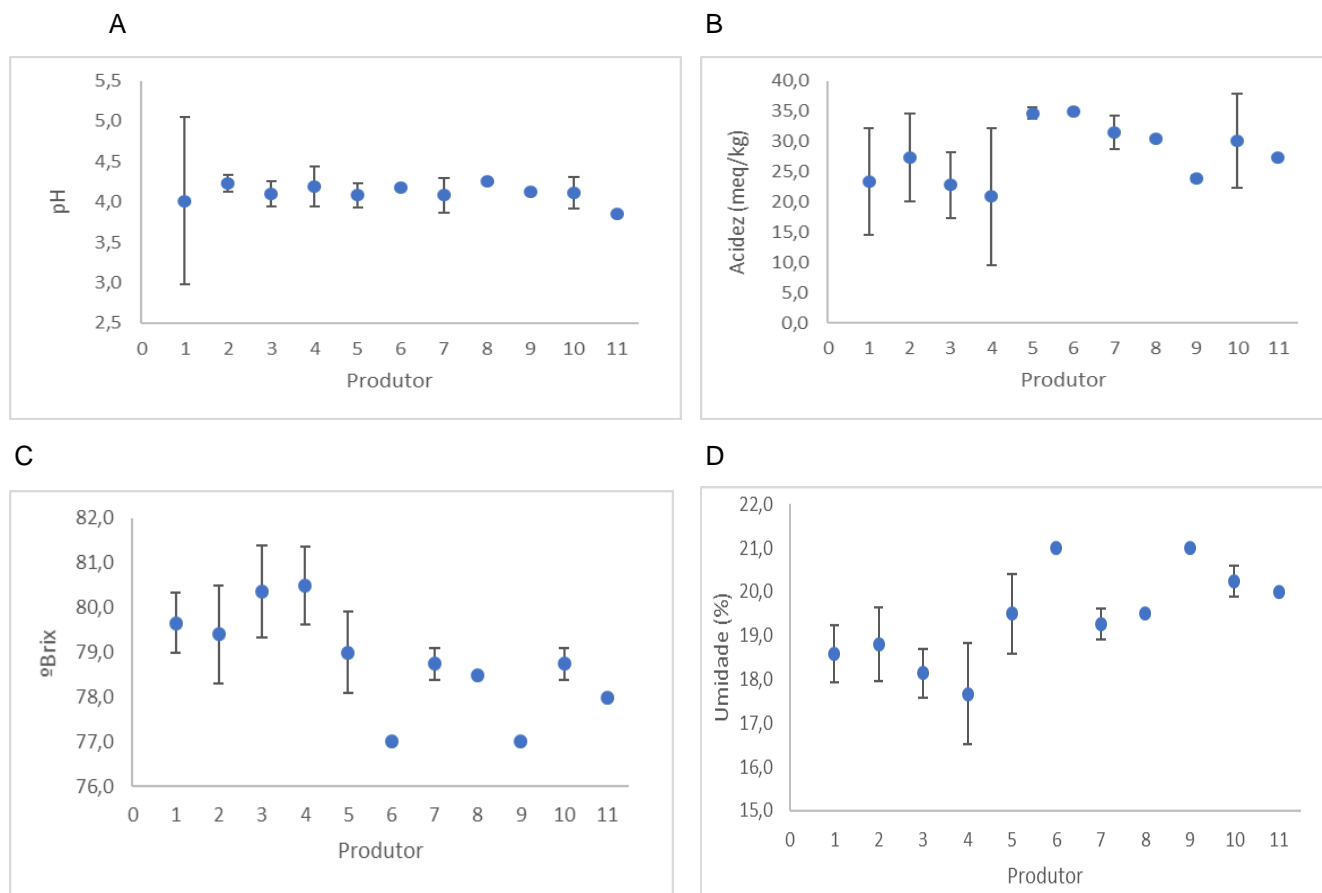 A
5,5
5,0
4,5
4,0
3,5
3,0
2,5
pH
0 1 2 3 4 5 6 7 8 9 10 11
Produtor
B
40,0
35,0
30,0
25,0
20,0
15,0
10,0
5,0
0,0
Acidez (meq/kg)
0 1 2 3 4 5 6 7 8 9 10 11
Produtor
C
82,0
81,0
80,0
79,0
78,0
77,0
76,0
ºBrix
0 1 2 3 4 5 6 7 8 9 10 11
Produtor
D
22,0
21,0
20,0
19,0
18,0
17,0
16,0
15,0
Umidade (%)
0 1 2 3 4 5 6 7 8 9 10 11
Produtor